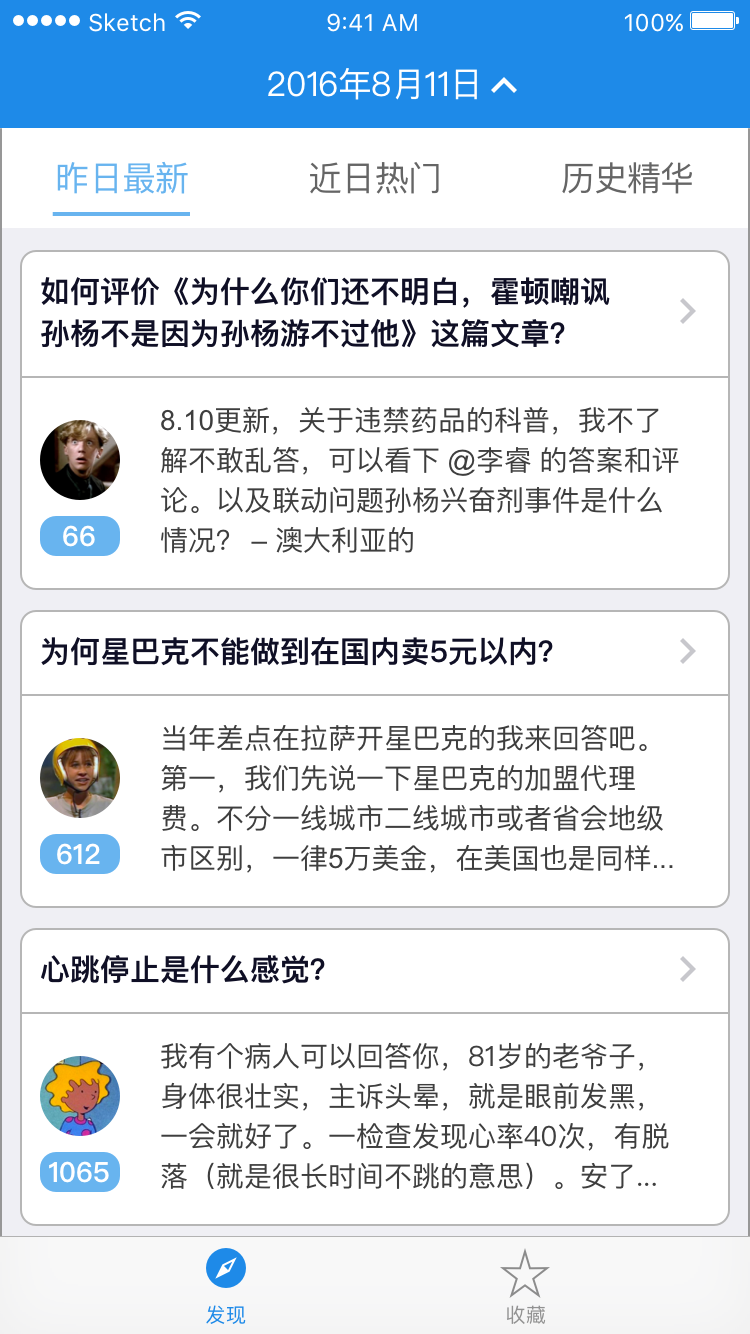 Sketch 9:41 AM 100%
2016年8月11日
昨日最新 近日热门 历史精华
如何评价《为什么你们还不明白，霍顿嘲讽
孙杨不是因为孙杨游不过他》这篇文章?
8.10更新，关于违禁药品的科普，我不了
解不敢乱答，可以看下 @李睿 的答案和评
论。以及联动问题孙杨兴奋剂事件是什么
情况？ – 澳大利亚的
66
为何星巴克不能做到在国内卖5元以内?
当年差点在拉萨开星巴克的我来回答吧。
第一，我们先说一下星巴克的加盟代理
费。不分一线城市二线城市或者省会地级
市区别，一律5万美金，在美国也是同样...
612
心跳停止是什么感觉?
我有个病人可以回答你，81岁的老爷子，
身体很壮实，主诉头晕，就是眼前发黑，
一会就好了。一检查发现心率40次，有脱
落（就是很长时间不跳的意思）。安了...
1065
发现 收藏